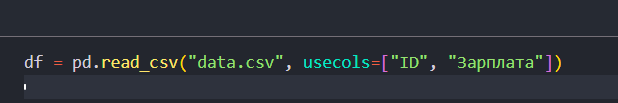 df = pd.read_csv("data.csv", usecols=["ID", "Зарплата"])